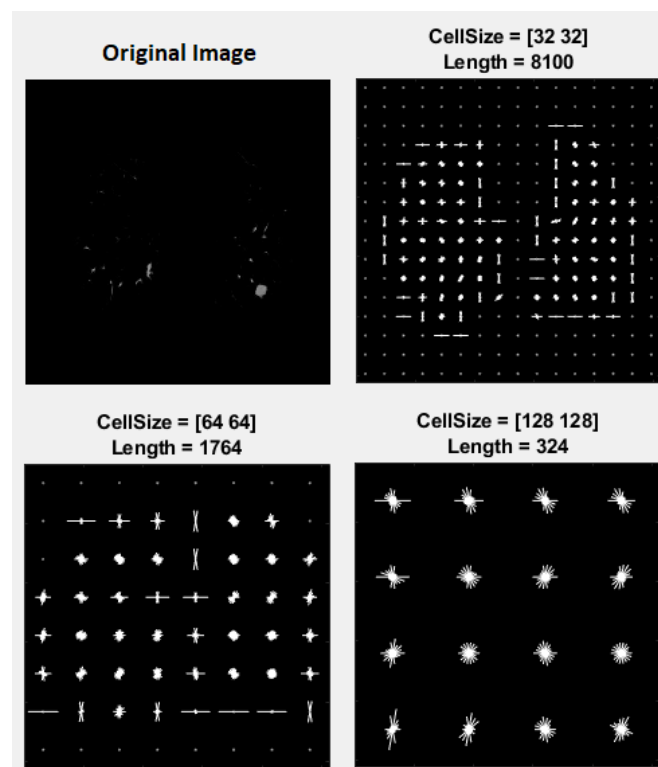 Original Image
CellSize = [32 32]
Length = 8100
CellSize = [64 64]
Length = 1764
CellSize = [128 128]
Length = 324